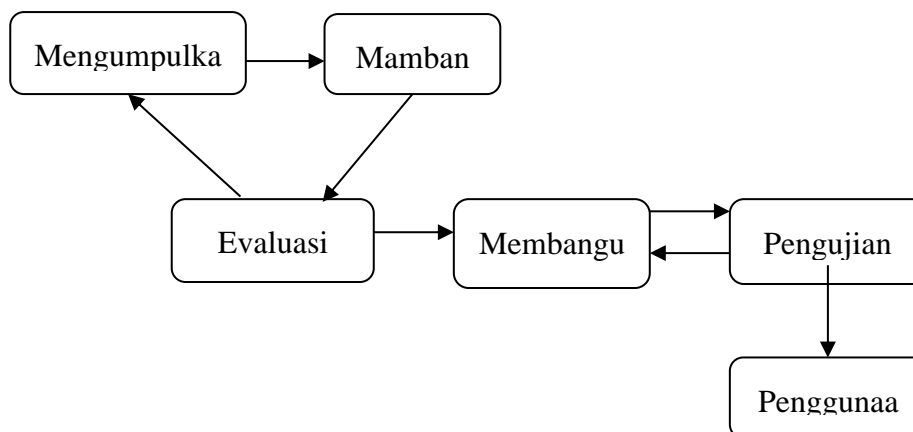 Mengumpulka
Mamban
Evaluasi
Membangu
Pengujian
Penggunaa